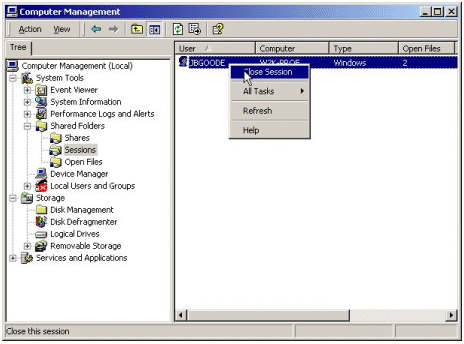 Computer Management
Action View
Tree
User Computer Type Open Files
JBGOODE W2K-PROF Windows 2
Close Session
All Tasks
Refresh
Help
Computer Management (Local)
System Tools
Event Viewer
System Information
Performance Logs and Alerts
Shared Folders
Shares
Sessions
Open Files
Device Manager
Local Users and Groups
Storage
Disk Management
Disk Defragmenter
Logical Drives
Removable Storage
Services and Applications
Close this session